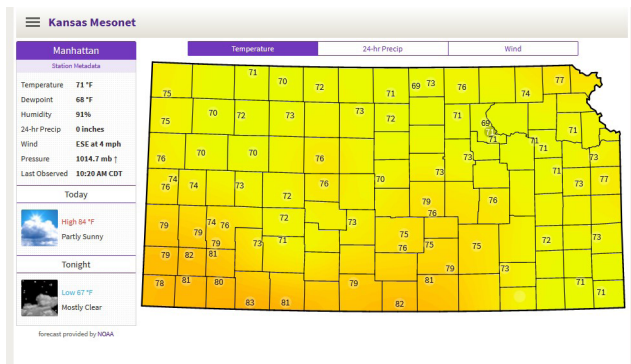 Kansas Mesonet
Manhattan
Station Metadata
Temperature 71 °F
Dewpoint 68 °F
Humidity 91%
24-hr Precip 0 inches
Wind ESE at 4 mph
Pressure 1014.7 mb ↑
Last Observed 10:20 AM CDT
Today
High 84 °F
Partly Sunny
Tonight
Low 67 °F
Mostly Clear
forecast provided by NOAA
Temperature 24-hr Precip Wind
71 70 72 69 73 76 77
75 71 74
70 72 73 73 72 71 69
75 71 71
76 70 70 76 73 71 73
74 73 71
76 74 73 76 70 73 77
72 79 76
74 76 72 73 76
79 79 75 72 73
79 73 71 76 75 75
79 82 81 79 73
78 81 80 79 81 71
83 81 82 71